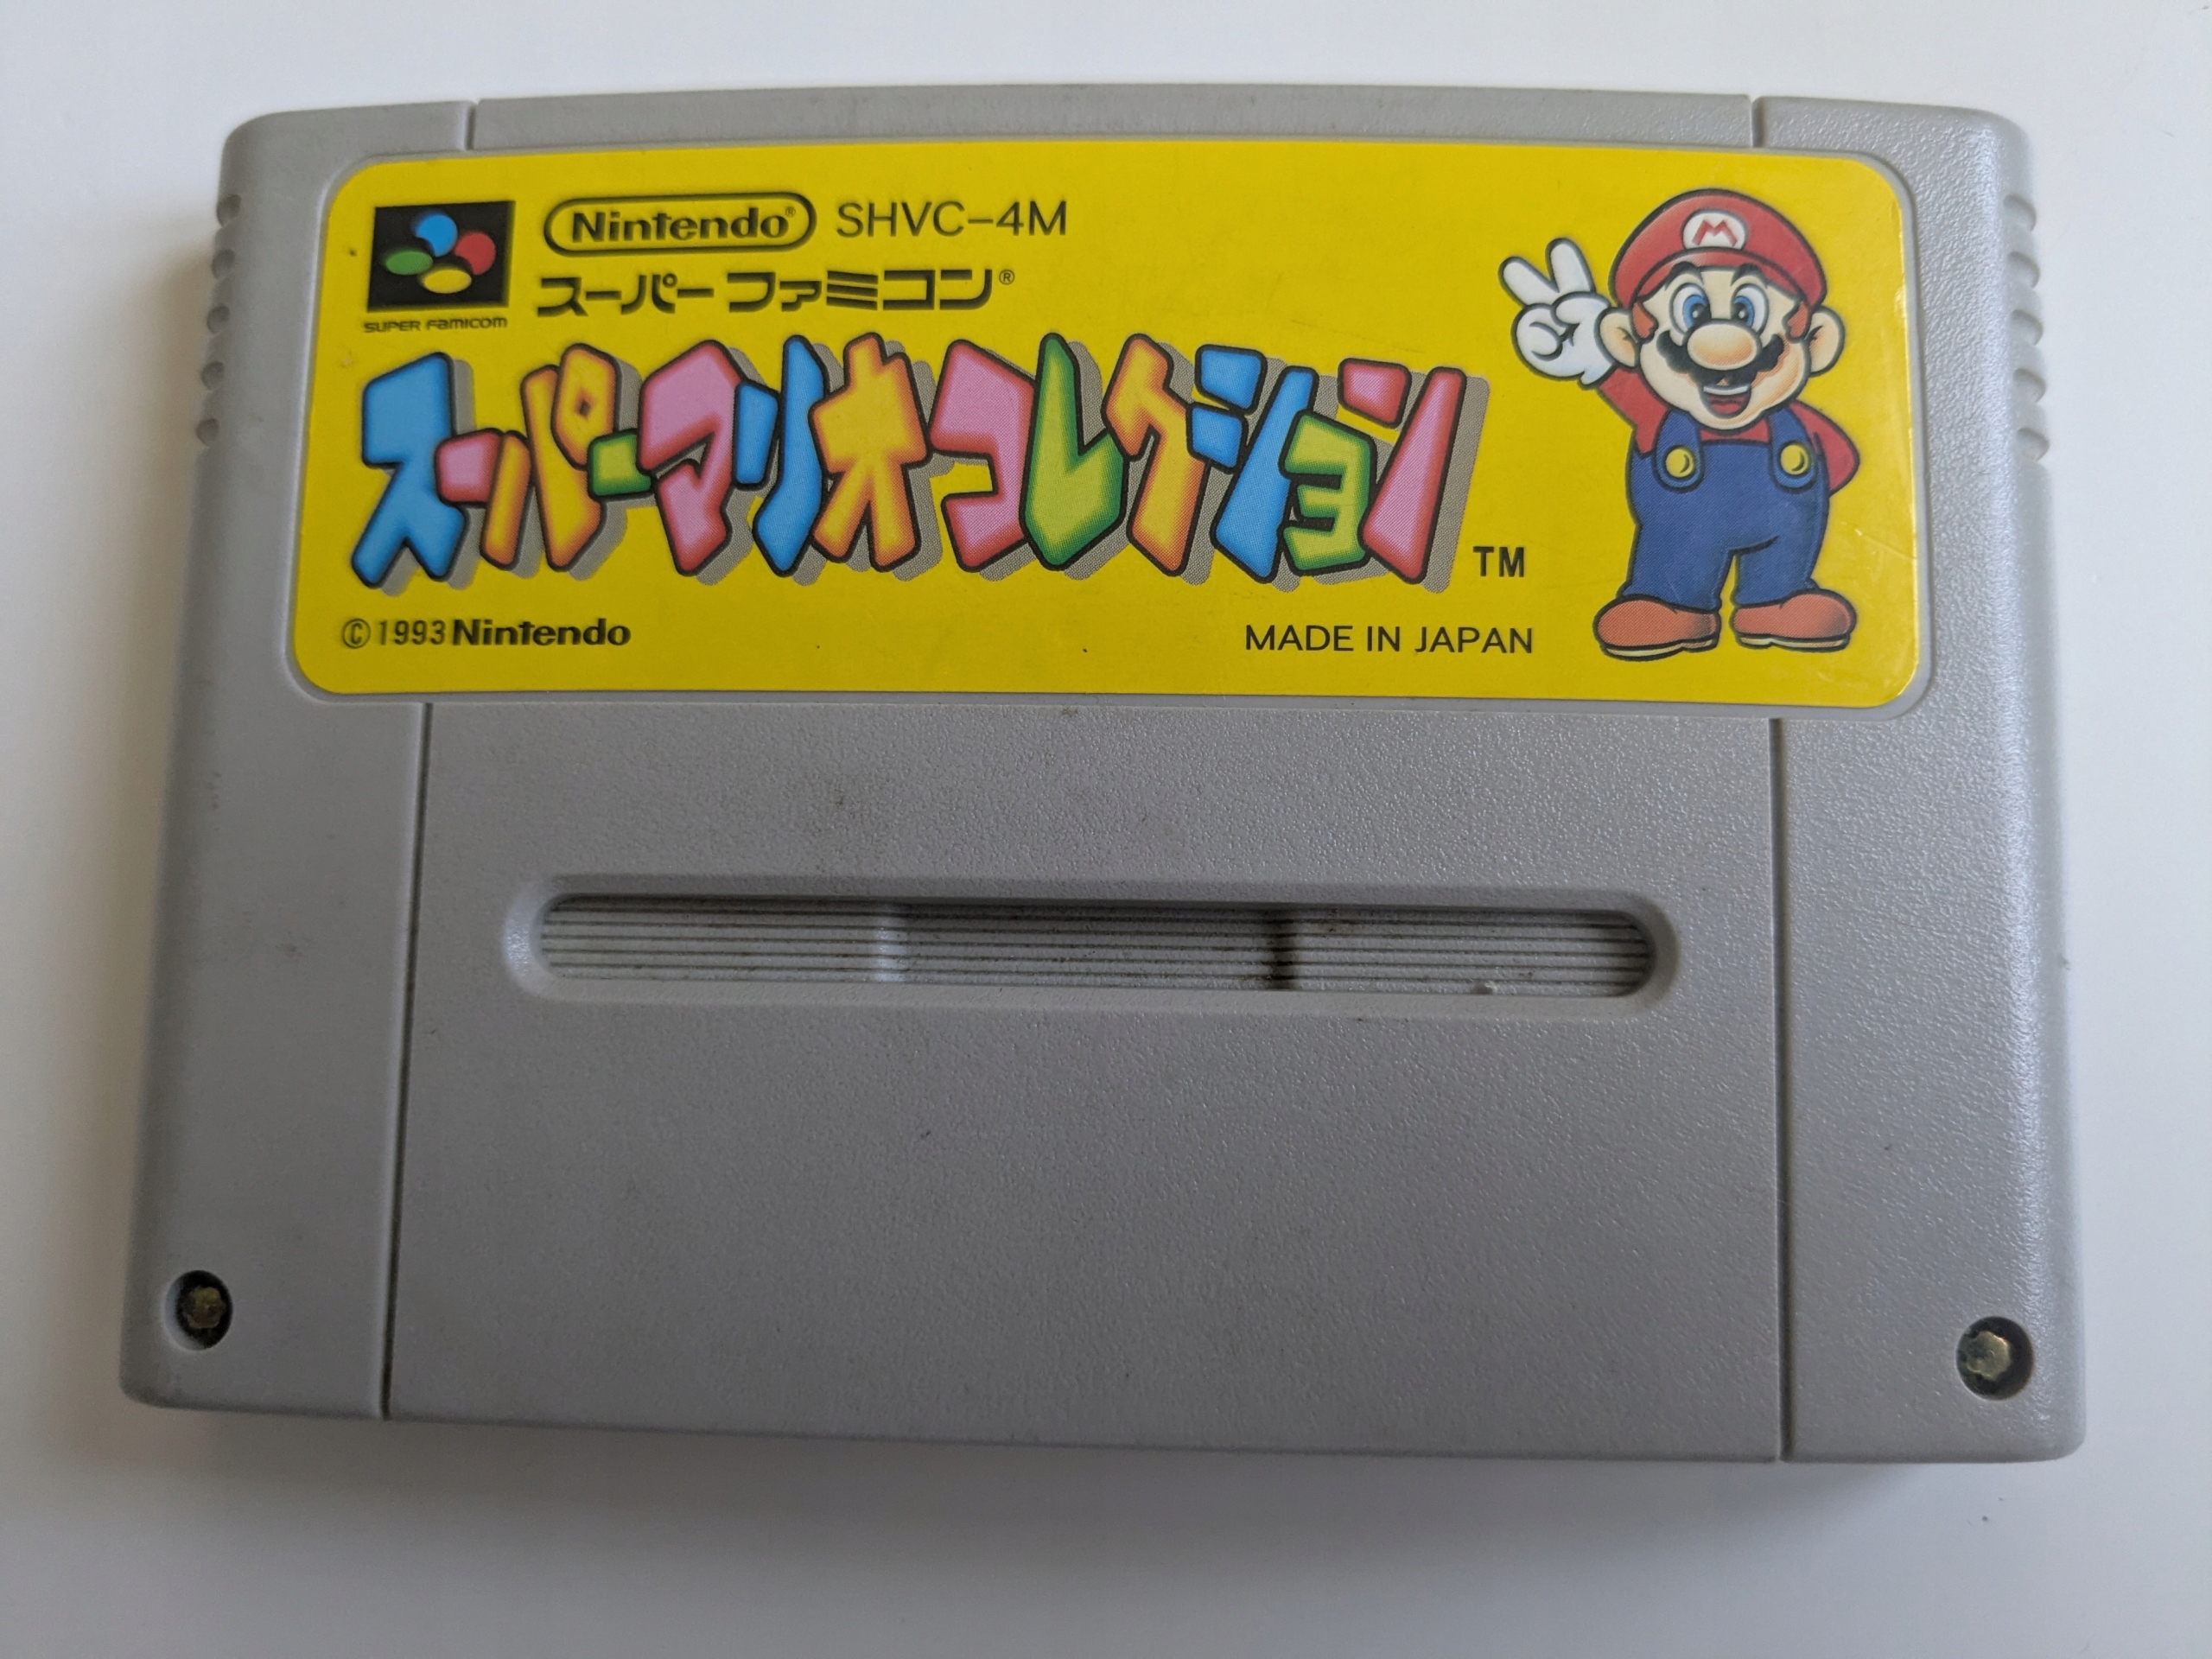 Nintendo® SHVC-4M
スーパーファミコン®
SUPER FAMICOM
スーパーマリオコレクション TM
©1993 Nintendo
MADE IN JAPAN
M